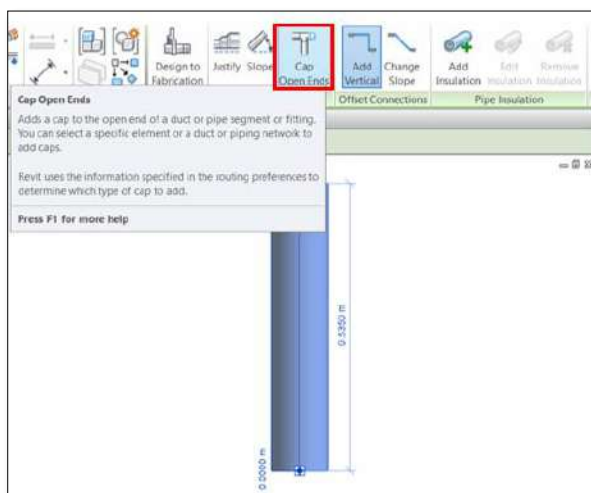 Design to
Fabrication
Justify Slope
Cap
Open Ends
Add
Vertical
Change
Slope
Add
Insulation
Edit
Insulation
Remove
Insulation
Offset Connections
Pipe Insulation
Cap Open Ends
Adds a cap to the open end of a duct or pipe segment or fitting.
You can select a specific element or a duct or piping network to
add caps.
Revit uses the information specified in the routing preferences to
determine which type of cap to add.
Press F1 for more help
0.5350 m
0.0000 m